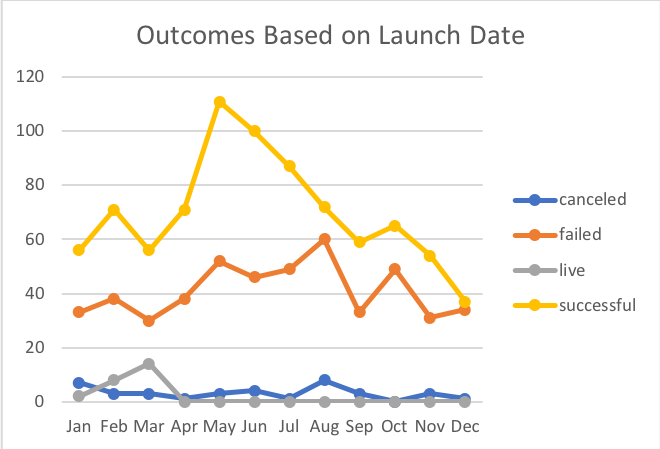 Outcomes Based on Launch Date
120
100
80
60
40
20
0
Jan Feb Mar Apr May Jun Jul Aug Sep Oct Nov Dec
canceled
failed
live
successful